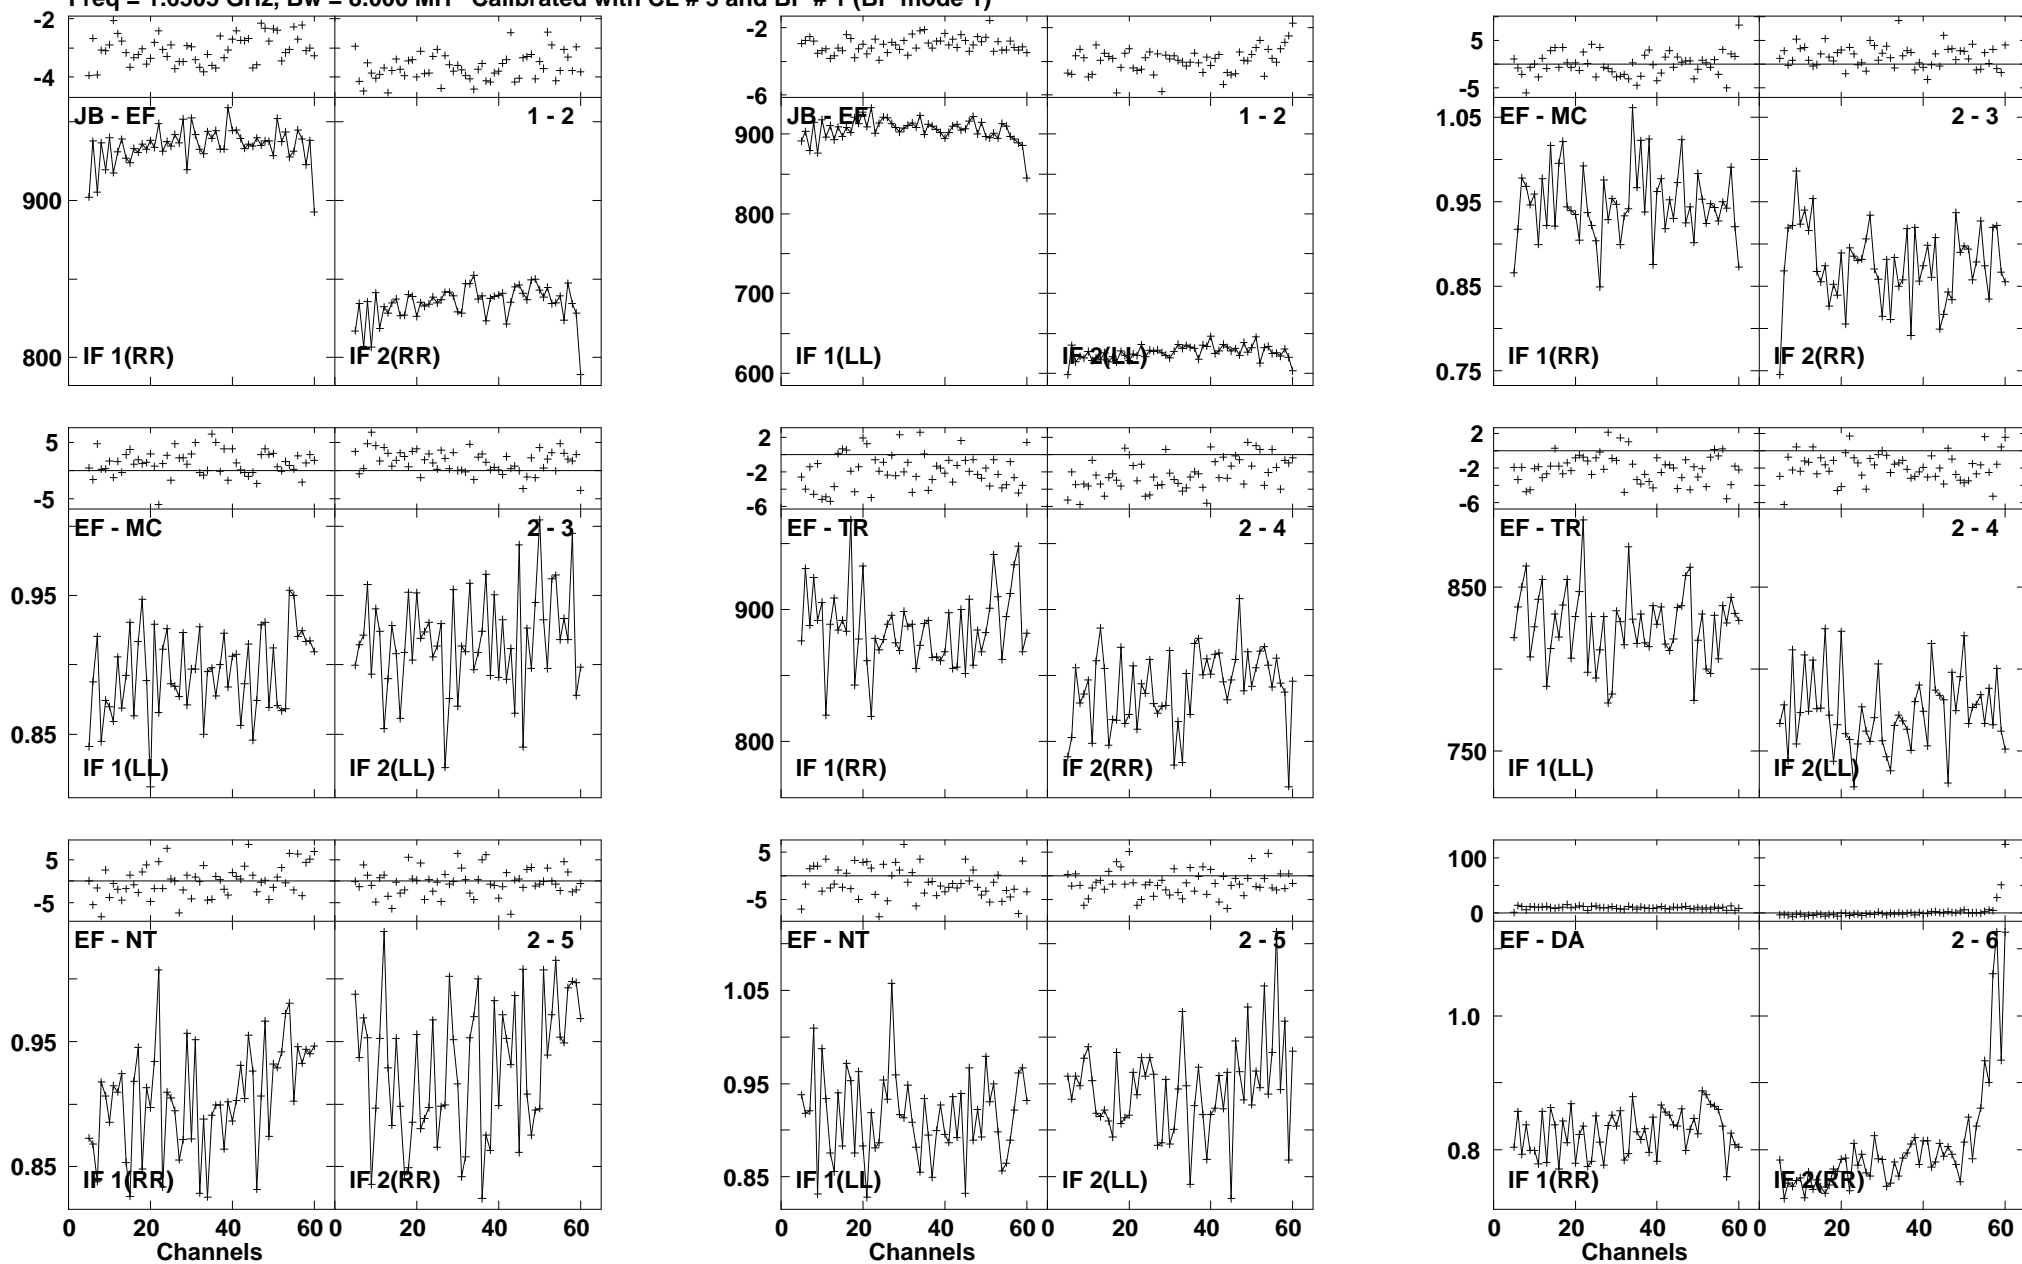 Freq = 1.6505 GHz, Bw = 8.000 MH Calibrated with CL # 3 and BP # 1 (BP mode 1)
-2
-4
JB - EF
1 - 2
900
800
IF 1(RR)
IF 2(RR)
-2
-6
JB - EF
1 - 2
900
800
700
600
IF 1(LL)
IF 2(LL)
5
-5
EF - MC
2 - 3
1.05
0.95
0.85
0.75
IF 1(RR)
IF 2(RR)
5
-5
EF - MC
2 - 3
0.95
0.85
IF 1(LL)
IF 2(LL)
2
-2
-6
EF - TR
2 - 4
900
800
IF 1(RR)
IF 2(RR)
2
-2
-6
EF - TR
2 - 4
850
750
IF 1(LL)
IF 2(LL)
5
-5
EF - NT
2 - 5
0.95
0.85
IF 1(RR)
IF 2(RR)
0 20 40 60 0 20 40 60
Channels
5
-5
EF - NT
2 - 5
1.05
0.95
0.85
IF 1(LL)
IF 2(LL)
0 20 40 60 0 20 40 60
Channels
100
0
EF - DA
2 - 6
1.0
0.8
IF 1(RR)
IF 2(RR)
0 20 40 60 0 20 40 60
Channels